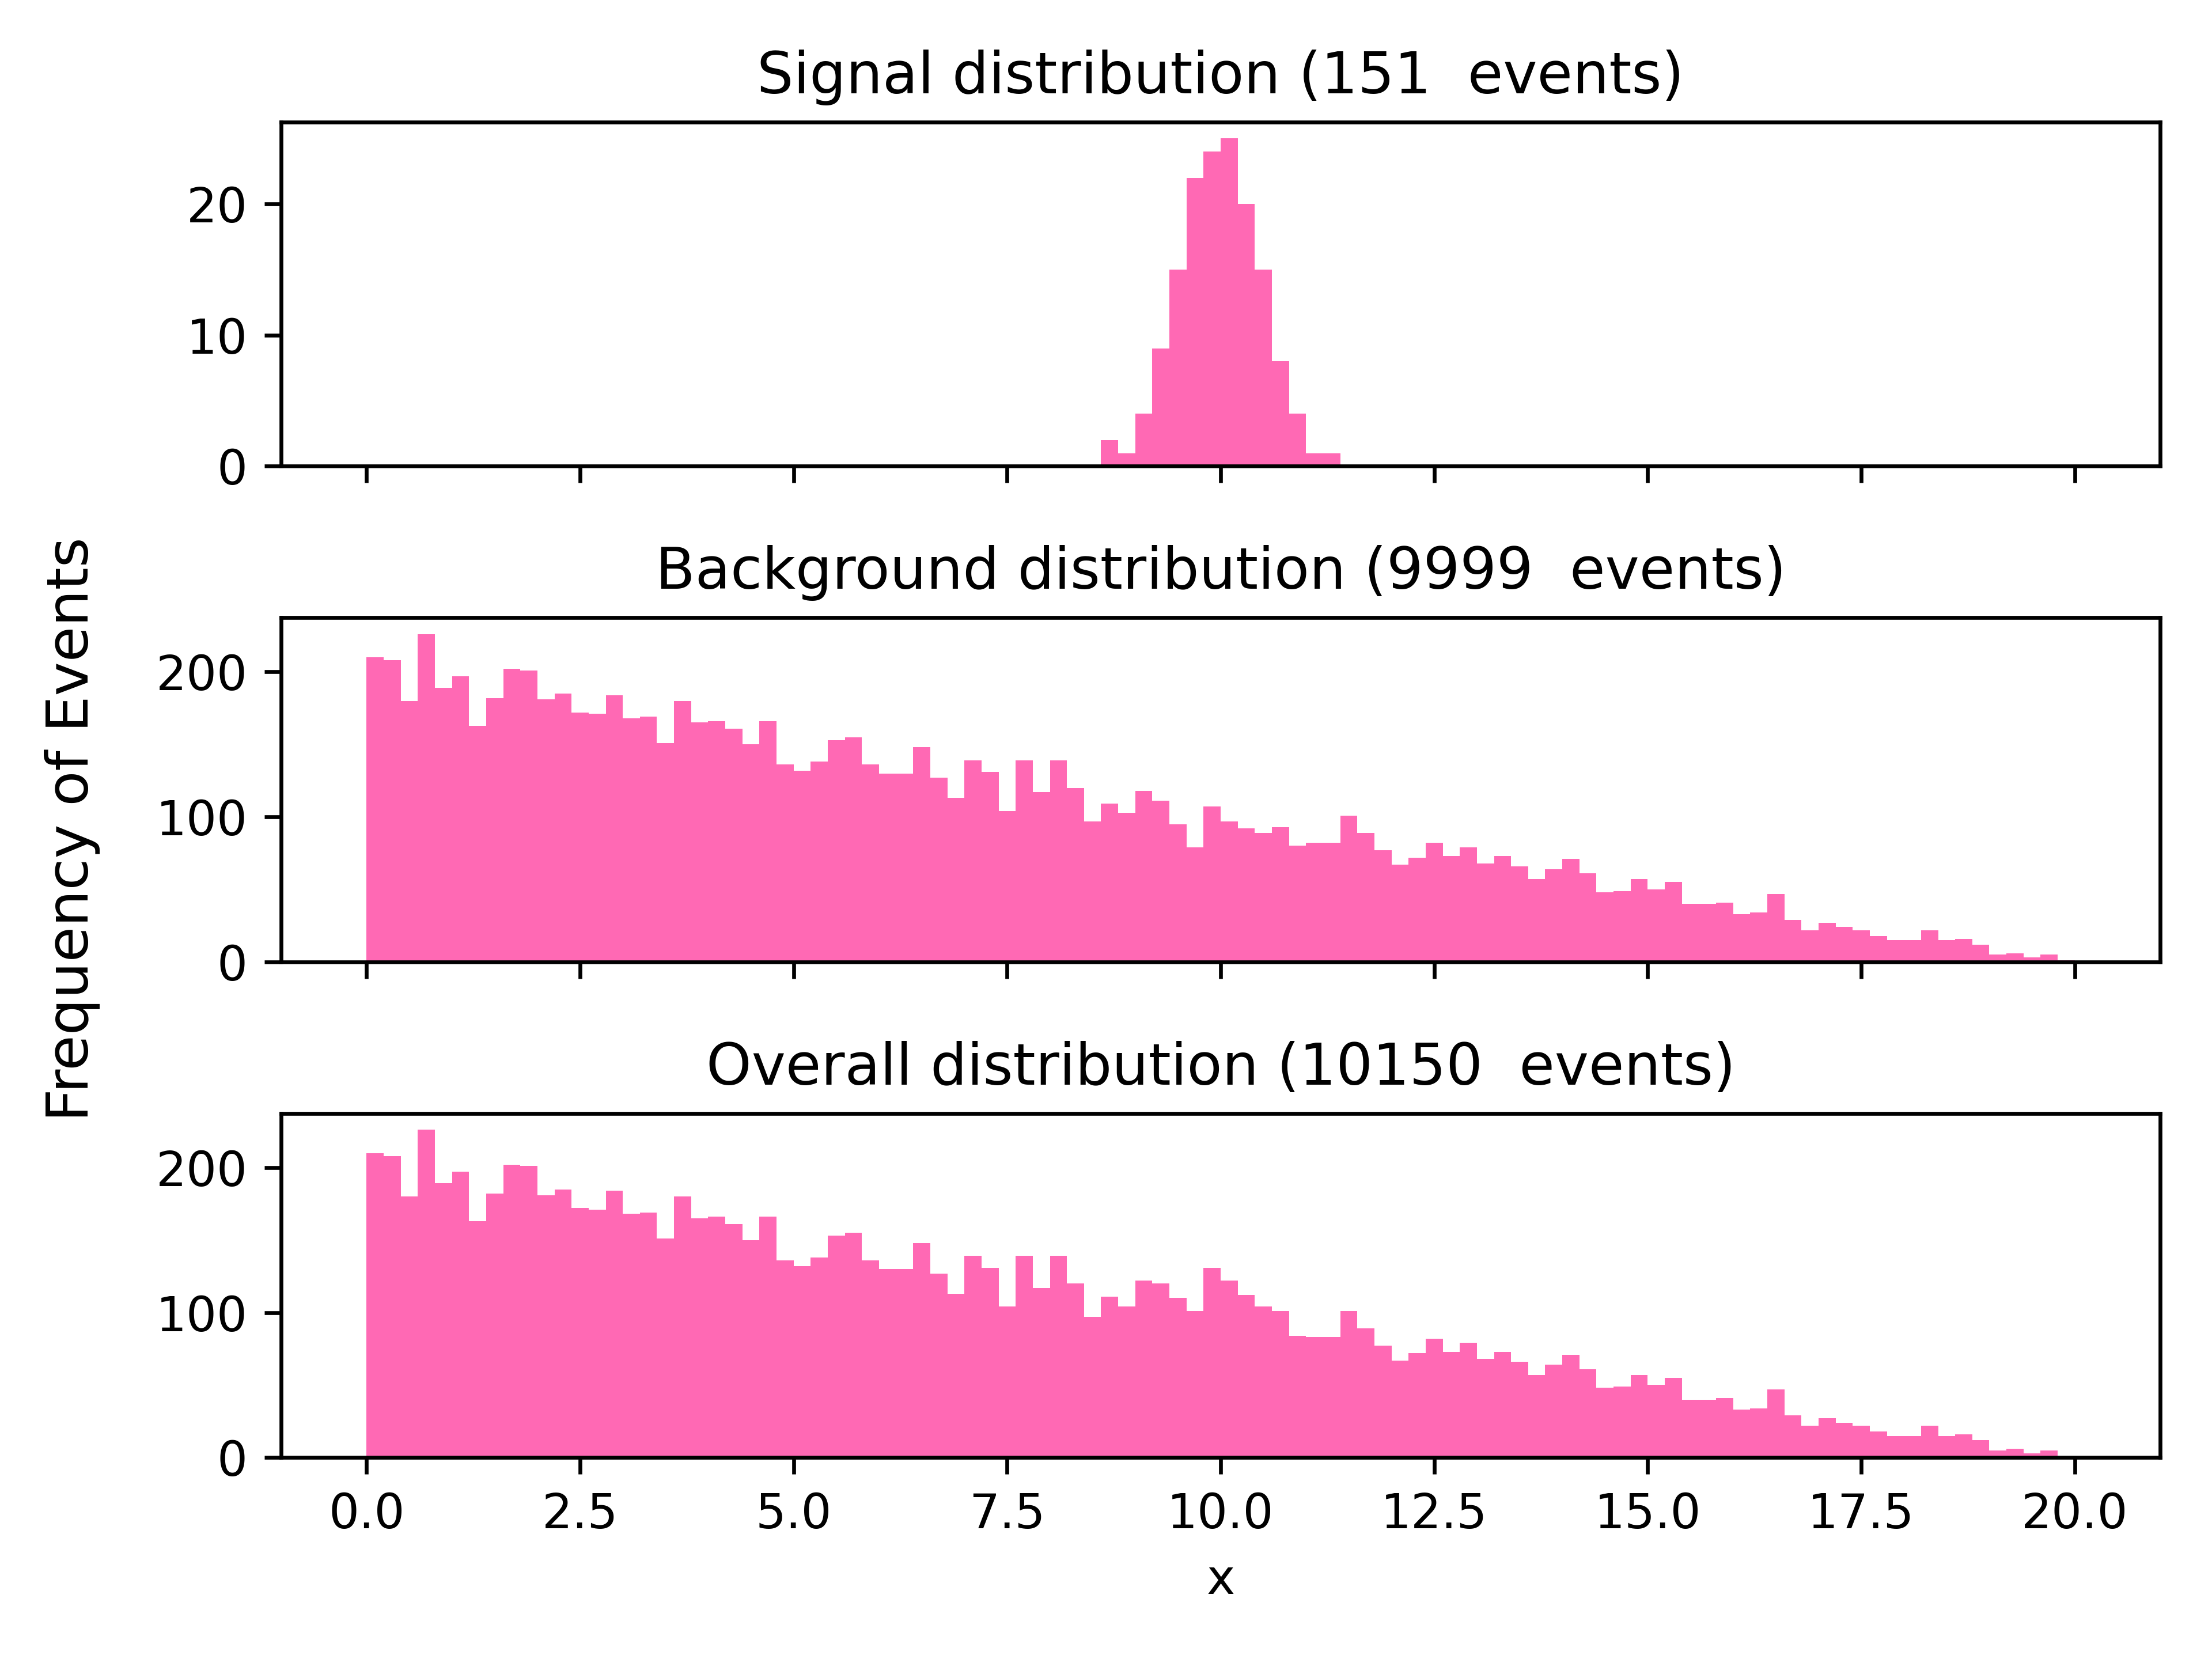 Signal distribution (151  events)
20
10
0
Background distribution (9999  events)
200
100
0
Frequency of Events
Overall distribution (10150  events)
200
100
0
0.0 2.5 5.0 7.5 10.0 12.5 15.0 17.5 20.0
x